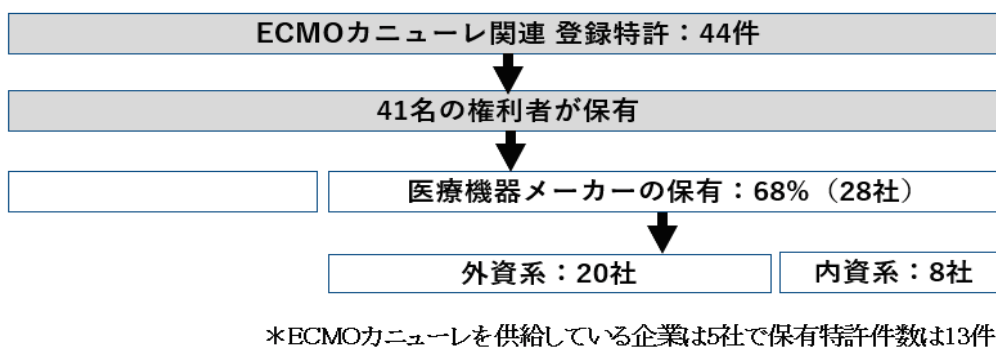 ECMOカニューレ関連 登録特許：44件
41名の権利者が保有
医療機器メーカーの保有：68%（28社）
外資系：20社
内資系：8社
＊ECMOカニューレを供給している企業は5社で保有特許件数は13件